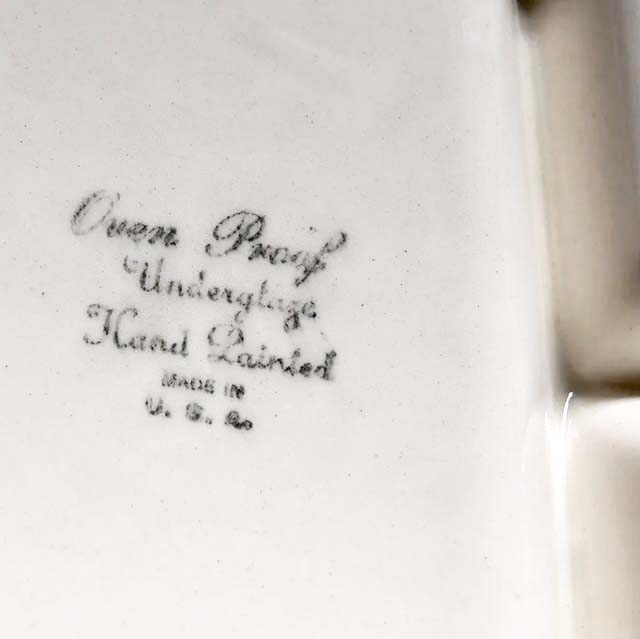 Oven Proof
Underglaze
Hand Painted
MADE IN
U. S. A.